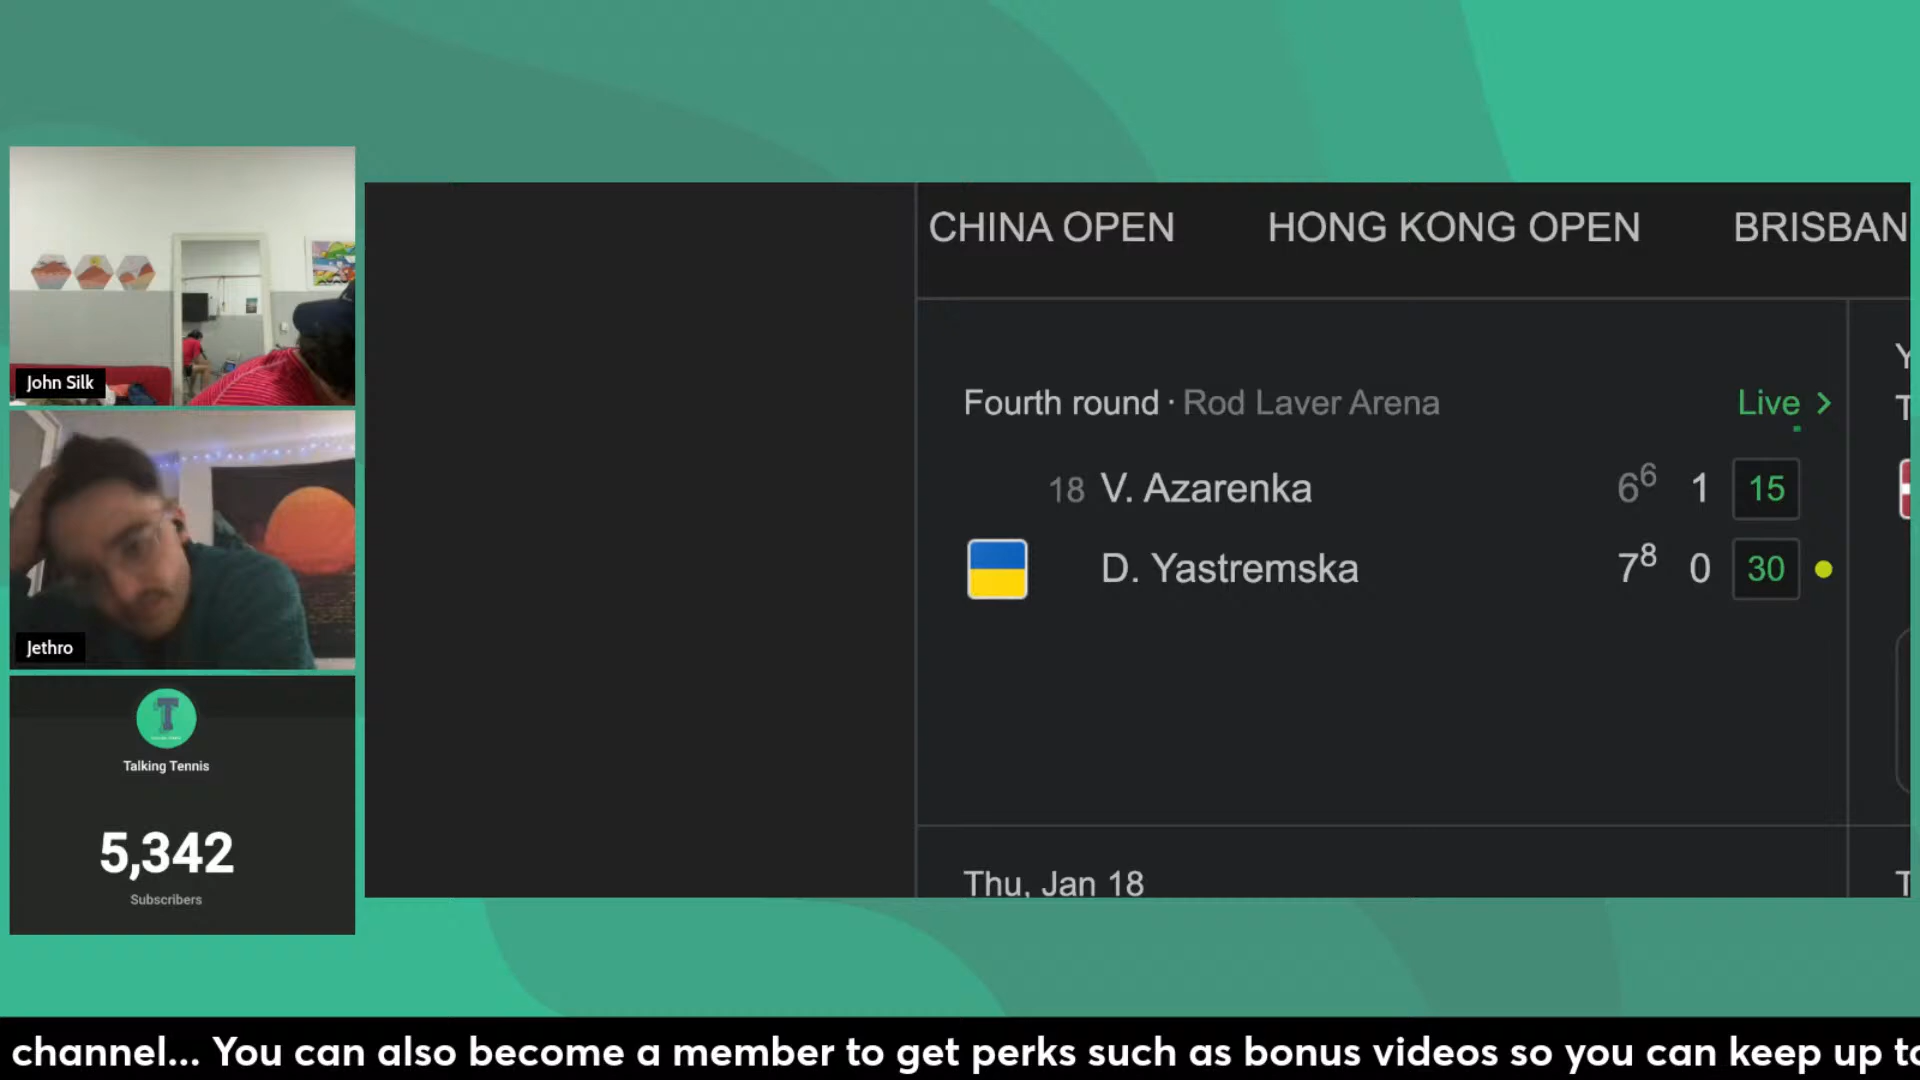 John Silk
Jethro
T
Talking Tennis
5,342
Subscribers
CHINA OPEN HONG KONG OPEN BRISBAN
Fourth round · Rod Laver Arena Live >
18 V. Azarenka 6⁶ 1 15
D. Yastremska 7⁸ 0 30
Thu, Jan 18
Y
T
T
channel... You can also become a member to get perks such as bonus videos so you can keep up to